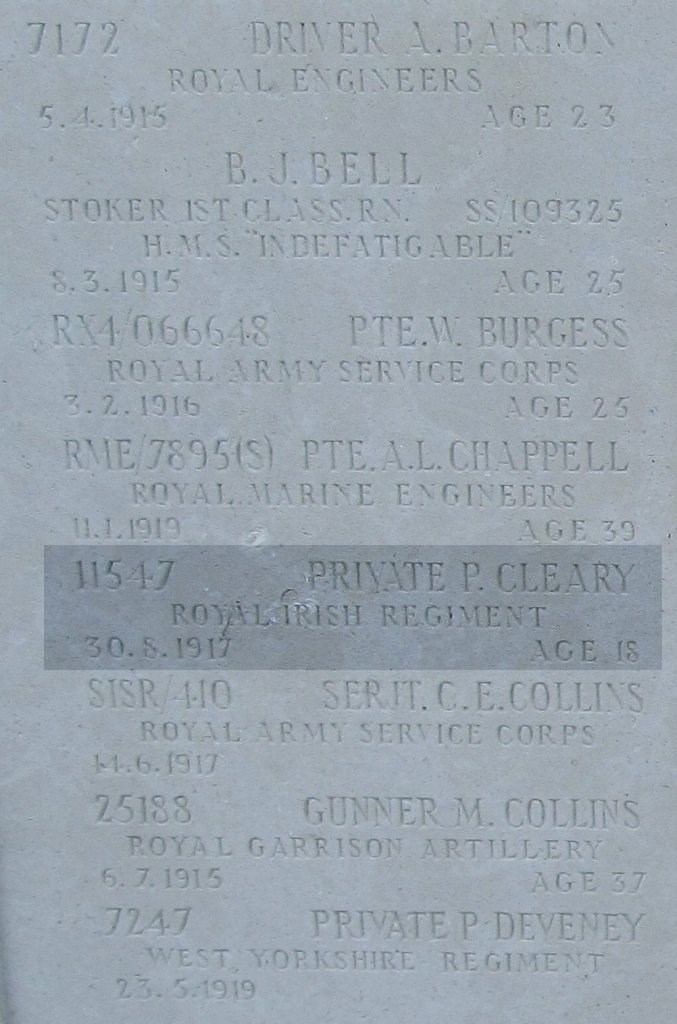 7172 DRIVER A. BARTON
ROYAL ENGINEERS
5.4.1915 AGE 23
B. J. BELL
STOKER 1ST CLASS. R.N. SS/109325
H.M.S. "INDEFATIGABLE"
8.3.1915 AGE 25
RX4/066648 PTE. W. BURGESS
ROYAL ARMY SERVICE CORPS
3.2.1916 AGE 25
RME/7895(S) PTE. A.L. CHAPPELL
ROYAL MARINE ENGINEERS
11.1.1919 AGE 39
11547 PRIVATE P. CLEARY
ROYAL IRISH REGIMENT
30.8.1917 AGE 18
S1SR/410 SERJT. C.E. COLLINS
ROYAL ARMY SERVICE CORPS
14.6.1917
25188 GUNNER M. COLLINS
ROYAL GARRISON ARTILLERY
6.7.1915 AGE 37
7247 PRIVATE P. DEVENEY
WEST YORKSHIRE REGIMENT
23.5.1919